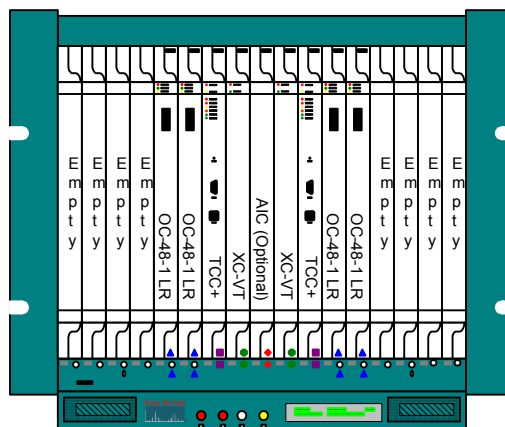 Empty
Empty
Empty
Empty
OC-48-1 LR
OC-48-1 LR
TCC+
XC-VT
AIC (Optional)
XC-VT
TCC+
OC-48-1 LR
OC-48-1 LR
Empty
Empty
Empty
Empty